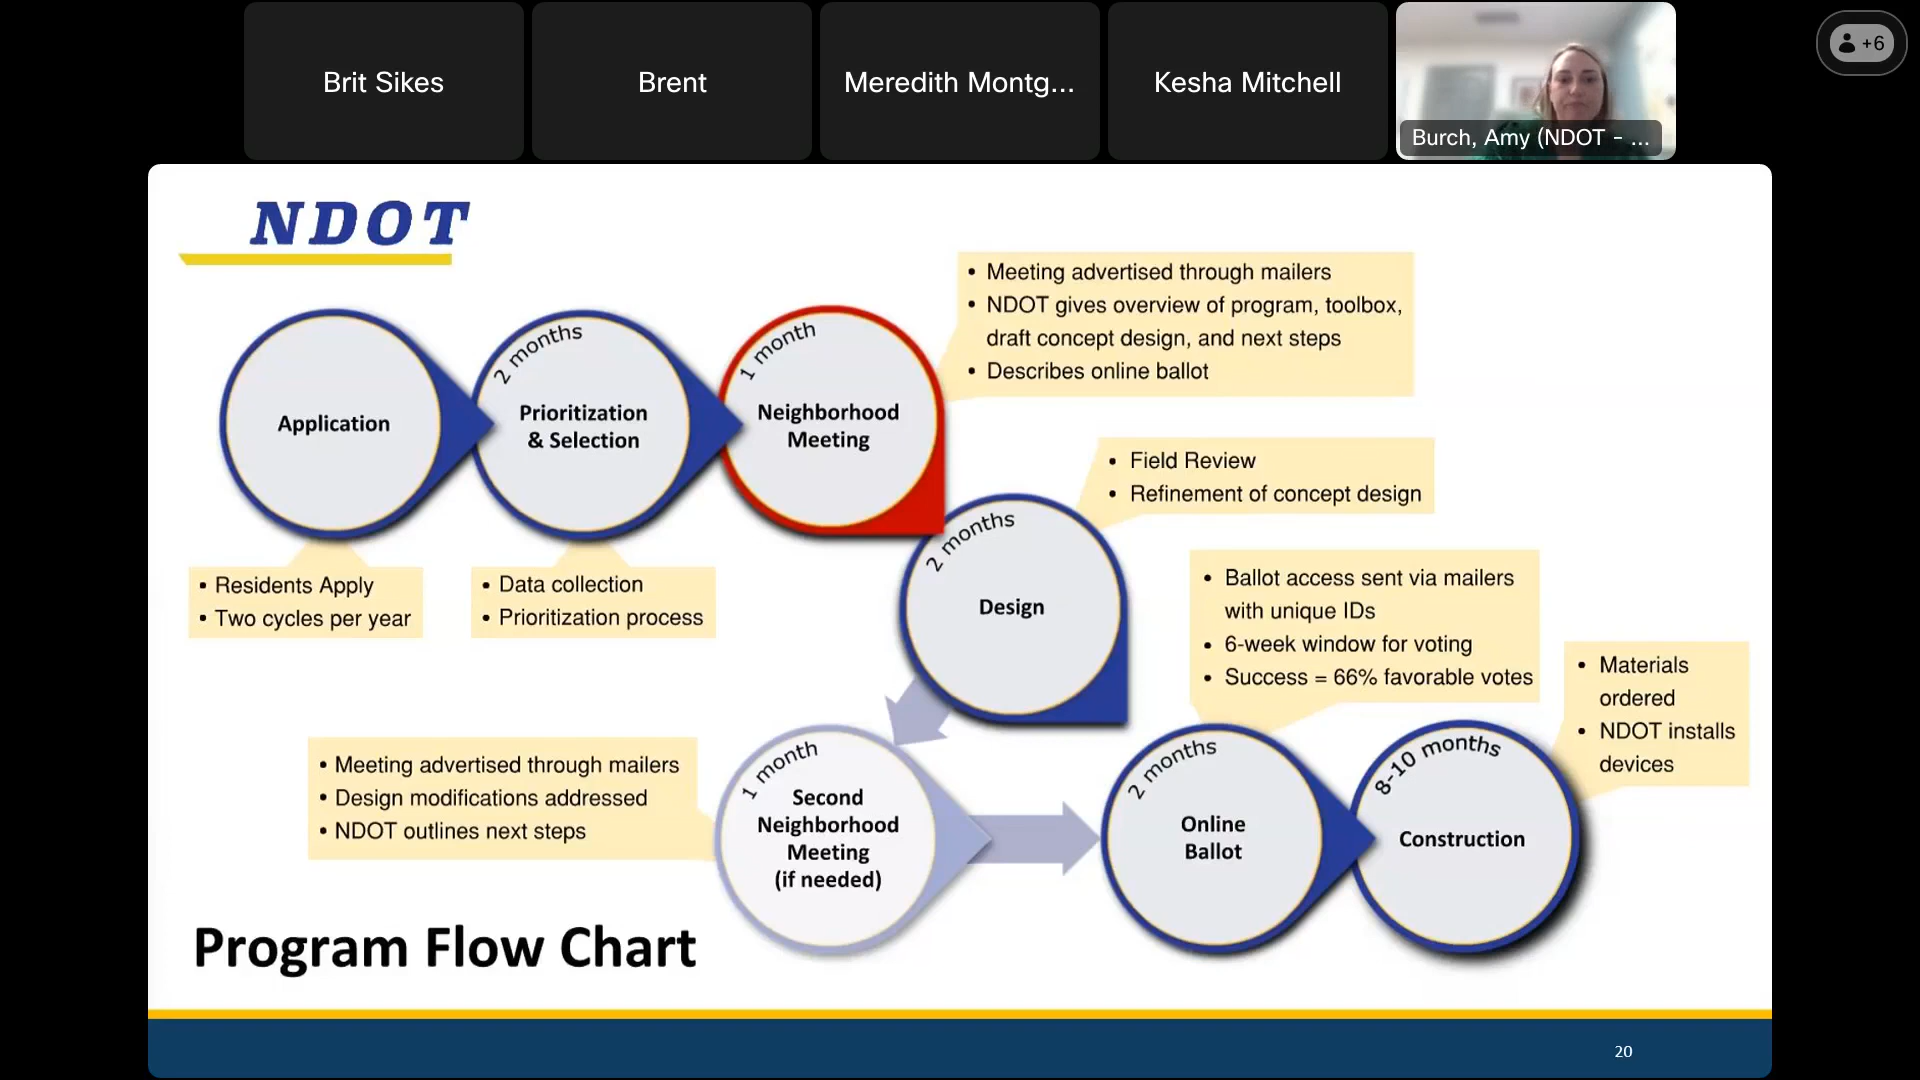 Brit Sikes
Brent
Meredith Montg...
Kesha Mitchell
Burch, Amy (NDOT - ...
+6
NDOT
Application
• Residents Apply
• Two cycles per year
2 months
Prioritization
& Selection
• Data collection
• Prioritization process
1 month
Neighborhood
Meeting
• Meeting advertised through mailers
• NDOT gives overview of program, toolbox,
draft concept design, and next steps
• Describes online ballot
2 months
Design
• Field Review
• Refinement of concept design
1 month
Second
Neighborhood
Meeting
(if needed)
• Meeting advertised through mailers
• Design modifications addressed
• NDOT outlines next steps
2 months
Online
Ballot
• Ballot access sent via mailers
with unique IDs
• 6-week window for voting
• Success = 66% favorable votes
8-10 months
Construction
• Materials
ordered
• NDOT installs
devices
Program Flow Chart
20